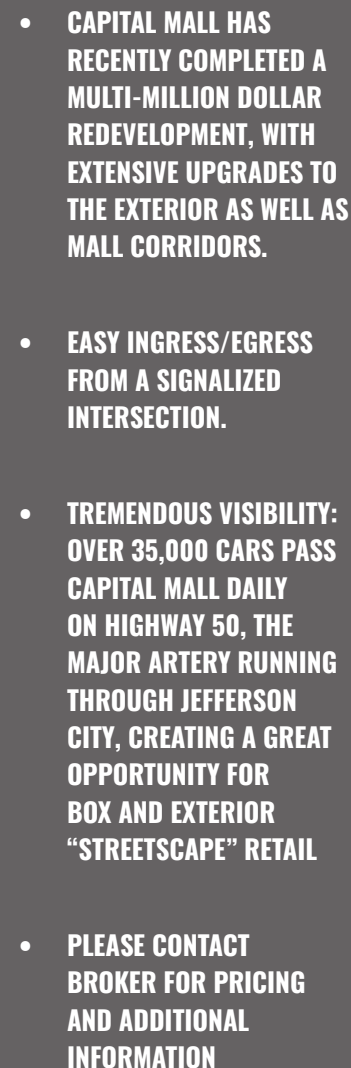 • CAPITAL MALL HAS
RECENTLY COMPLETED A
MULTI-MILLION DOLLAR
REDEVELOPMENT, WITH
EXTENSIVE UPGRADES TO
THE EXTERIOR AS WELL AS
MALL CORRIDORS.
• EASY INGRESS/EGRESS
FROM A SIGNALIZED
INTERSECTION.
• TREMENDOUS VISIBILITY:
OVER 35,000 CARS PASS
CAPITAL MALL DAILY
ON HIGHWAY 50, THE
MAJOR ARTERY RUNNING
THROUGH JEFFERSON
CITY, CREATING A GREAT
OPPORTUNITY FOR
BOX AND EXTERIOR
“STREETSCAPE” RETAIL
• PLEASE CONTACT
BROKER FOR PRICING
AND ADDITIONAL
INFORMATION